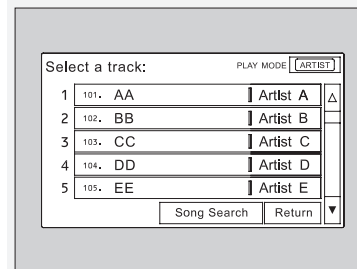 Select a track: PLAY MODE ARTIST
1 101. AA Artist A
2 102. BB Artist B
3 103. CC Artist C
4 104. DD Artist D
5 105. EE Artist E
Song Search Return